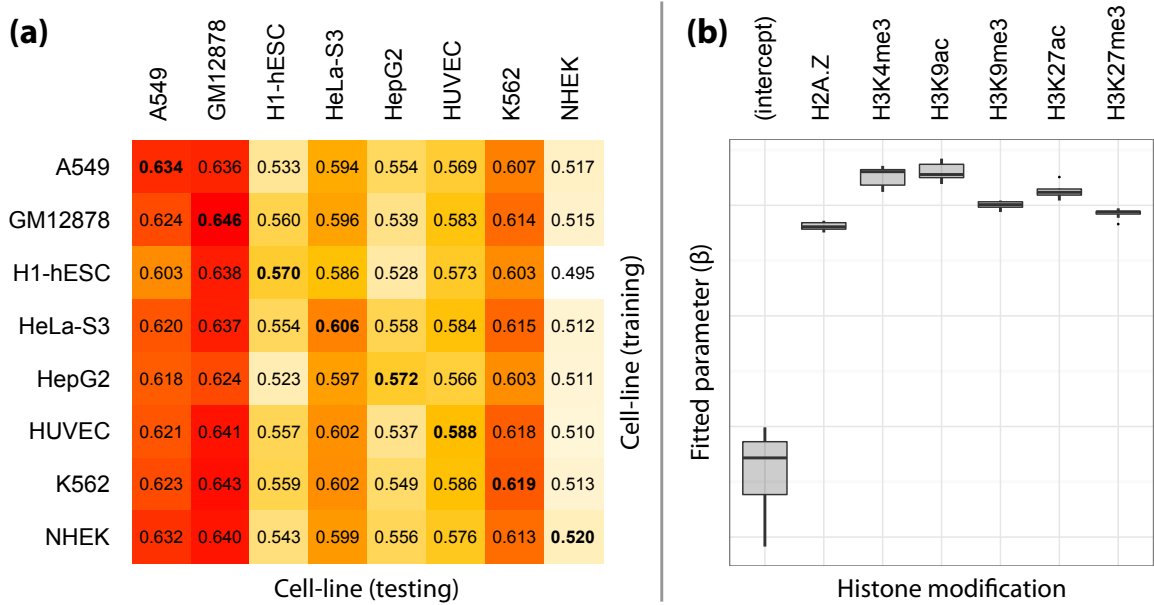 (a)
A549 GM12878 H1-hESC HeLa-S3 HepG2 HUVEC K562 NHEK
A549 0.634 0.636 0.533 0.594 0.554 0.569 0.607 0.517
GM12878 0.624 0.646 0.560 0.596 0.539 0.583 0.614 0.515
H1-hESC 0.603 0.638 0.570 0.586 0.528 0.573 0.603 0.495
HeLa-S3 0.620 0.637 0.554 0.606 0.558 0.584 0.615 0.512
HepG2 0.618 0.624 0.523 0.597 0.572 0.566 0.603 0.511
HUVEC 0.621 0.641 0.557 0.602 0.537 0.588 0.618 0.510
K562 0.623 0.643 0.559 0.602 0.549 0.586 0.619 0.513
NHEK 0.632 0.640 0.543 0.599 0.556 0.576 0.613 0.520
Cell-line (testing)
Cell-line (training)
(b)
(intercept) H2A.Z H3K4me3 H3K9ac H3K9me3 H3K27ac H3K27me3
Fitted parameter (β)
Histone modification